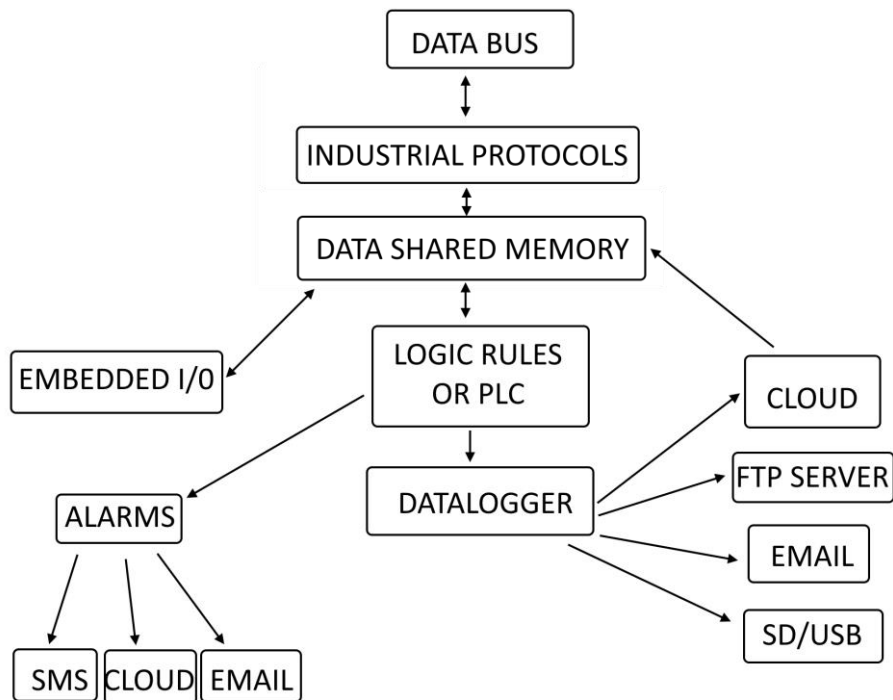 DATA BUS
INDUSTRIAL PROTOCOLS
DATA SHARED MEMORY
LOGIC RULES
OR PLC
EMBEDDED I/0
CLOUD
FTP SERVER
DATALOGGER
ALARMS
EMAIL
SD/USB
SMS
CLOUD
EMAIL